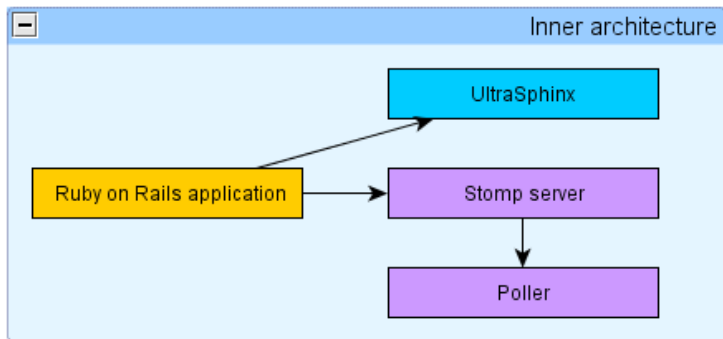 Inner architecture
UltraSphinx
Ruby on Rails application
Stomp server
Poller